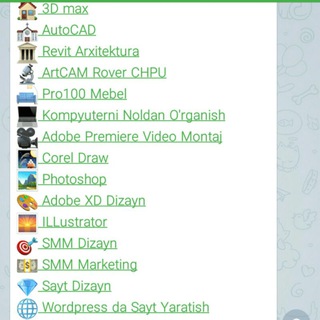 3D max
AutoCAD
Revit Arxitektura
ArtCAM Rover CHPU
Pro100 Mebel
Kompyuterni Noldan O'rganish
Adobe Premiere Video Montaj
Corel Draw
Photoshop
Adobe XD Dizayn
ILLustrator
SMM Dizayn
SMM Marketing
Sayt Dizayn
Wordpress da Sayt Yaratish